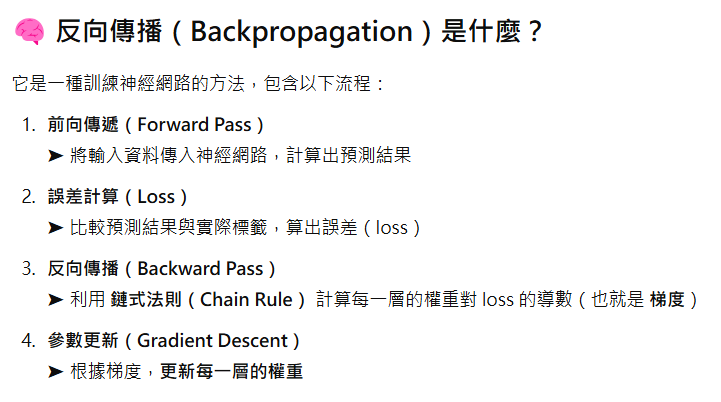 🧠 反向傳播（Backpropagation）是什麼？
它是一種訓練神經網路的方法，包含以下流程：
1. 前向傳遞（Forward Pass）
➤ 將輸入資料傳入神經網路，計算出預測結果
2. 誤差計算（Loss）
➤ 比較預測結果與實際標籤，算出誤差（loss）
3. 反向傳播（Backward Pass）
➤ 利用 鏈式法則（Chain Rule） 計算每一層的權重對 loss 的導數（也就是 梯度）
4. 參數更新（Gradient Descent）
➤ 根據梯度，更新每一層的權重